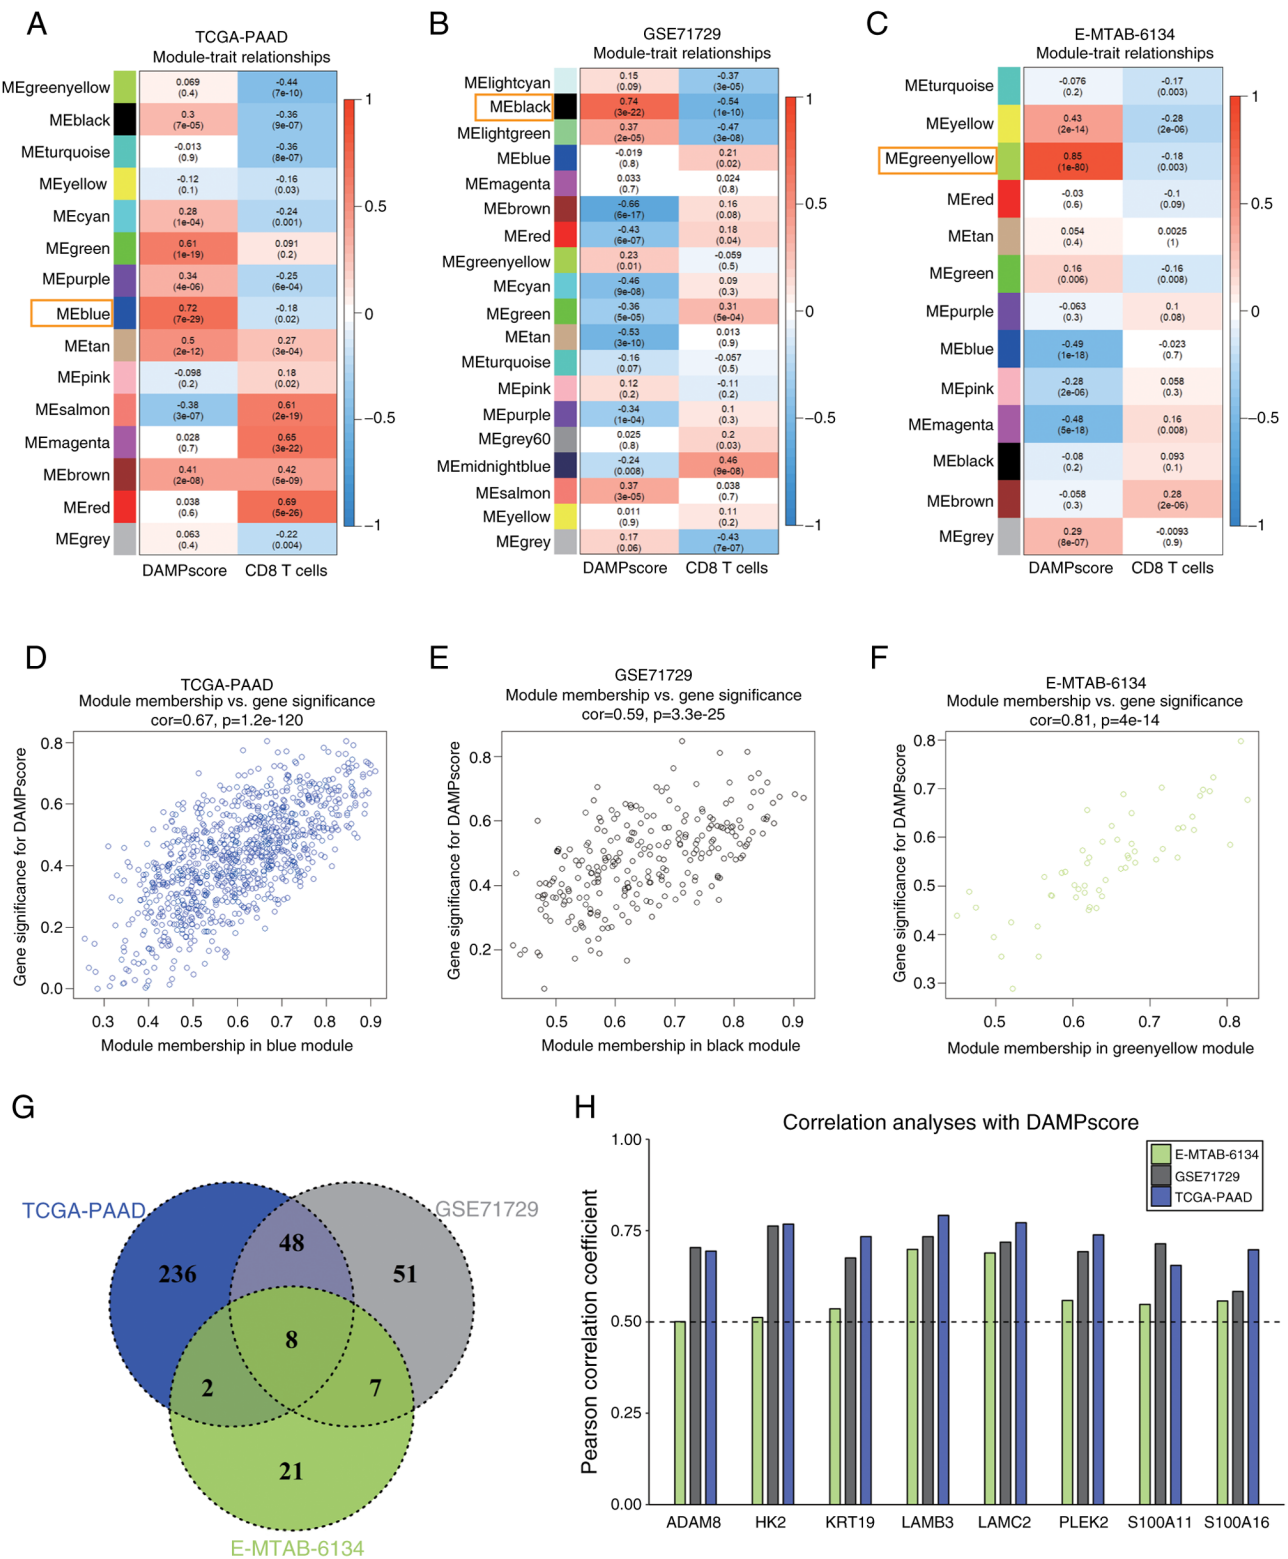 A
TCGA-PAAD
Module-trait relationships
MEgreenyellow 0.069 (0.4) -0.44 (7e-10)
MEblack 0.3 (7e-05) -0.36 (9e-07)
MEturquoise -0.013 (0.9) -0.36 (8e-07)
MEyellow -0.12 (0.1) -0.16 (0.03)
MEcyan 0.28 (1e-04) -0.24 (0.001)
MEgreen 0.61 (1e-19) 0.091 (0.2)
MEpurple 0.34 (4e-06) -0.25 (6e-04)
MEblue 0.72 (7e-29) -0.18 (0.02)
MEtan 0.5 (2e-12) 0.27 (3e-04)
MEpink -0.098 (0.2) 0.18 (0.02)
MEsalmon -0.38 (3e-07) 0.61 (2e-19)
MEmagenta 0.028 (0.7) 0.65 (3e-22)
MEbrown 0.41 (2e-08) 0.42 (5e-09)
MEred 0.038 (0.6) 0.69 (5e-26)
MEgrey 0.063 (0.4) -0.22 (0.004)
DAMPscore CD8 T cells
1
0.5
0
−0.5
−1
B
GSE71729
Module-trait relationships
MElightcyan 0.15 (0.09) -0.37 (3e-05)
MEblack 0.74 (3e-22) -0.54 (1e-10)
MElightgreen 0.37 (2e-05) -0.47 (3e-08)
MEblue -0.019 (0.8) 0.21 (0.02)
MEmagenta 0.033 (0.7) 0.024 (0.8)
MEbrown -0.66 (6e-17) 0.16 (0.08)
MEred -0.43 (6e-07) 0.18 (0.04)
MEgreenyellow 0.23 (0.01) -0.059 (0.5)
MEcyan -0.46 (9e-08) 0.09 (0.3)
MEgreen -0.36 (5e-05) 0.31 (5e-04)
MEtan -0.53 (3e-10) 0.013 (0.9)
MEturquoise -0.16 (0.07) -0.057 (0.5)
MEpink 0.12 (0.2) -0.11 (0.2)
MEpurple -0.34 (1e-04) 0.1 (0.3)
MEgrey60 0.025 (0.8) 0.2 (0.03)
MEmidnightblue -0.24 (0.008) 0.46 (9e-08)
MEsalmon 0.37 (3e-05) 0.038 (0.7)
MEyellow 0.011 (0.9) 0.11 (0.2)
MEgrey 0.17 (0.06) -0.43 (7e-07)
DAMPscore CD8 T cells
1
0.5
0
−0.5
−1
C
E-MTAB-6134
Module-trait relationships
MEturquoise -0.076 (0.2) -0.17 (0.003)
MEyellow 0.43 (2e-14) -0.28 (2e-06)
MEgreenyellow 0.85 (1e-80) -0.18 (0.003)
MEred -0.03 (0.6) -0.1 (0.09)
MEtan 0.054 (0.4) 0.0025 (1)
MEgreen 0.16 (0.006) -0.16 (0.008)
MEpurple -0.063 (0.3) 0.1 (0.08)
MEblue -0.49 (1e-18) -0.023 (0.7)
MEpink -0.28 (2e-06) 0.058 (0.3)
MEmagenta -0.48 (5e-18) 0.16 (0.008)
MEblack -0.08 (0.2) 0.093 (0.1)
MEbrown -0.058 (0.3) 0.28 (2e-06)
MEgrey 0.29 (8e-07) -0.0093 (0.9)
DAMPscore CD8 T cells
1
0.5
0
−0.5
−1
D
TCGA-PAAD
Module membership vs. gene significance
cor=0.67, p=1.2e-120
Gene significance for DAMPscore
0.8
0.6
0.4
0.2
0.0
0.3 0.4 0.5 0.6 0.7 0.8 0.9
Module membership in blue module
E
GSE71729
Module membership vs. gene significance
cor=0.59, p=3.3e-25
Gene significance for DAMPscore
0.8
0.6
0.4
0.2
0.5 0.6 0.7 0.8 0.9
Module membership in black module
F
E-MTAB-6134
Module membership vs. gene significance
cor=0.81, p=4e-14
Gene significance for DAMPscore
0.8
0.7
0.6
0.5
0.4
0.3
0.5 0.6 0.7 0.8
Module membership in greenyellow module
G
TCGA-PAAD
GSE71729
48
236
51
8
2
7
21
E-MTAB-6134
H
Correlation analyses with DAMPscore
E-MTAB-6134
GSE71729
TCGA-PAAD
Pearson correlation coefficient
1.00
0.75
0.50
0.25
0.00
ADAM8 HK2 KRT19 LAMB3 LAMC2 PLEK2 S100A11 S100A16